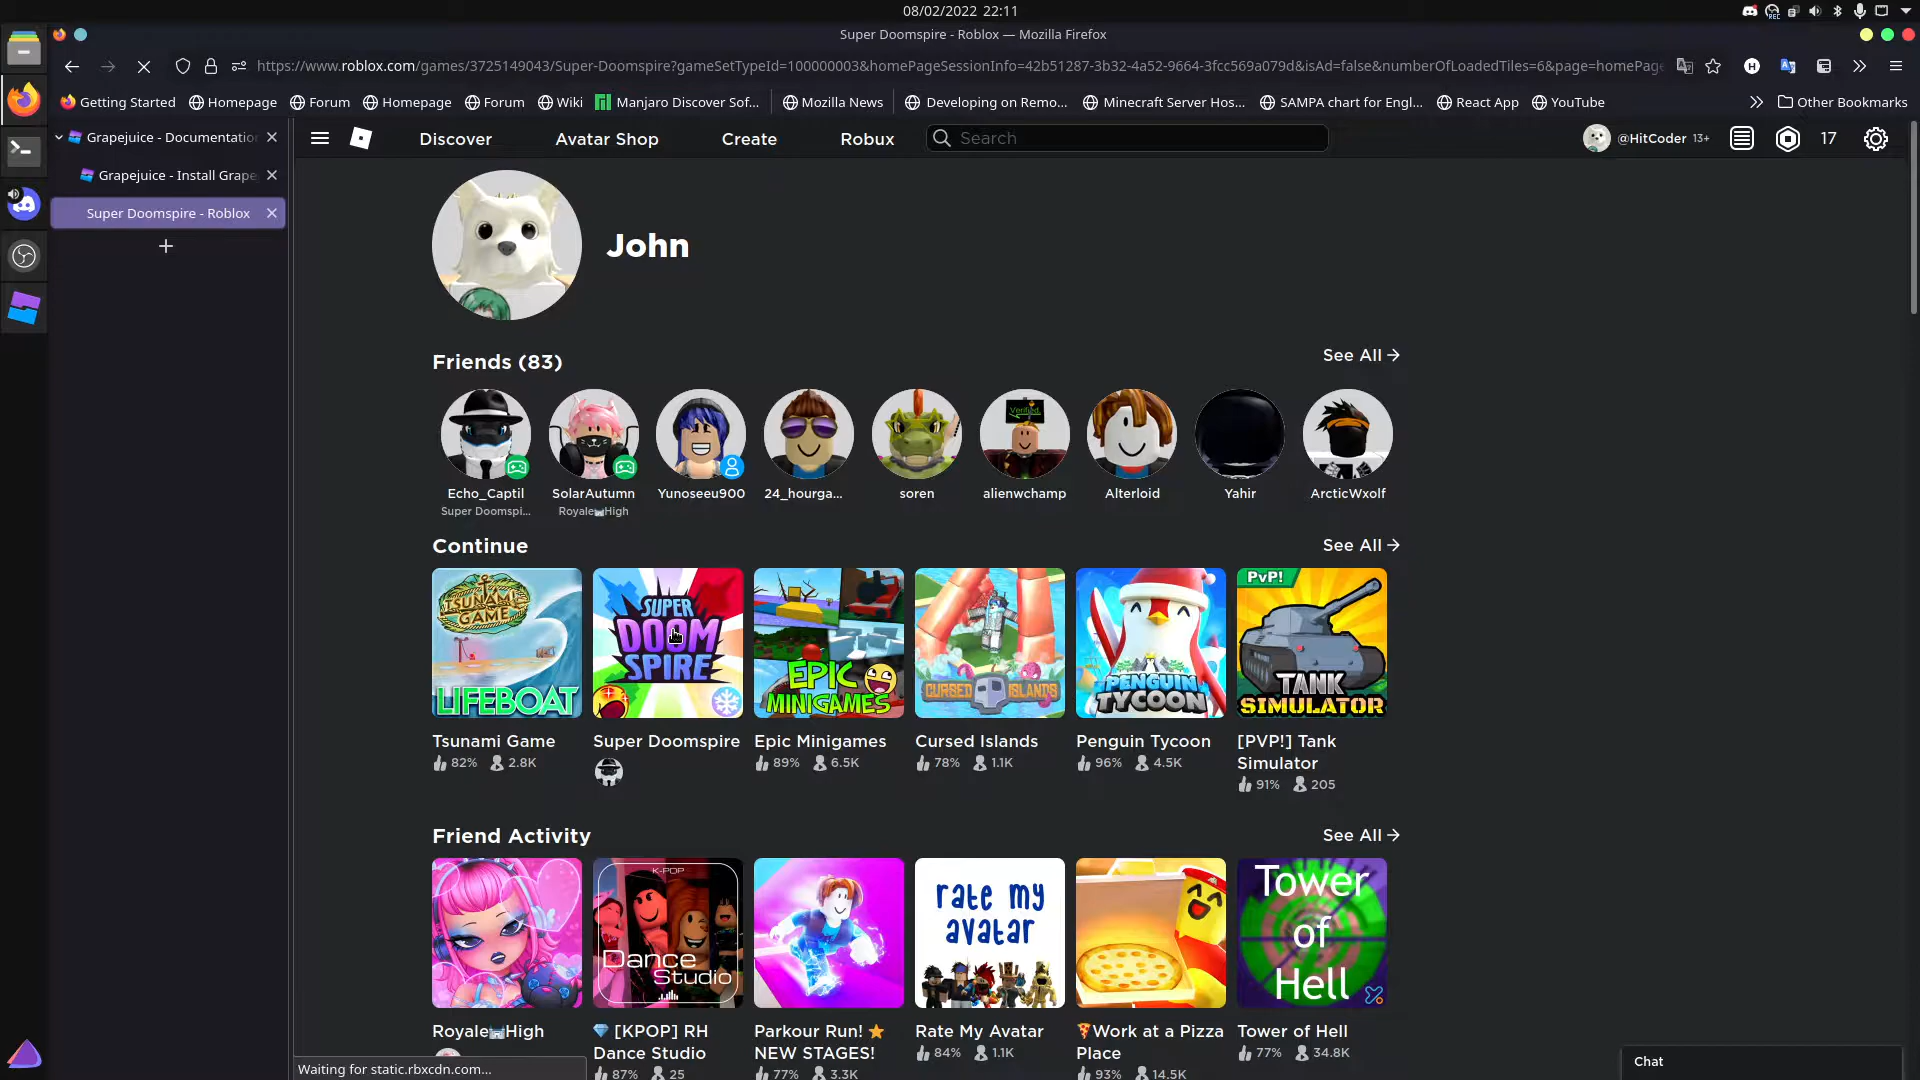 08/02/2022 22:11
Super Doomspire - Roblox — Mozilla Firefox
https://www.roblox.com/games/3725149043/Super-Doomspire?gameSetTypeId=100000003&homePageSessionInfo=42b51287-3b32-4a52-9664-3fcc569a079d&isAd=false&numberOfLoadedTiles=6&page=homePage
Getting Started Homepage Forum Homepage Forum Wiki Manjaro Discover Sof... Mozilla News Developing on Remo... Minecraft Server Hos... SAMPA chart for Engl... React App YouTube Other Bookmarks
Grapejuice - Documentatio
Grapejuice - Install Grape
Super Doomspire - Roblox
Discover Avatar Shop Create Robux Search @HitCoder 13+ 17
John
Friends (83) See All
Verified
Echo_Captil SolarAutumn Yunoseeu900 24_hourga... soren alienwchamp Alterloid Yahir ArcticWxolf
Super Doomspi... Royale High
Continue See All
TSUNAMI GAME LIFEBOAT
SUPER DOOM SPIRE
EPIC MINIGAMES
CURSED ISLANDS
PENGUIN TYCOON
PvP! TANK SIMULATOR
Tsunami Game Super Doomspire Epic Minigames Cursed Islands Penguin Tycoon [PVP!] Tank Simulator
82% 2.8K 89% 6.5K 78% 1.1K 96% 4.5K 91% 205
Friend Activity See All
K-POP
Dance Studio
rate my avatar
Tower of Hell
Royale High [KPOP] RH Dance Studio Parkour Run! NEW STAGES! Rate My Avatar Work at a Pizza Place Tower of Hell
87% 25 77% 3.3K 84% 1.1K 93% 14.5K 77% 34.8K
Waiting for static.rbxcdn.com...
Chat